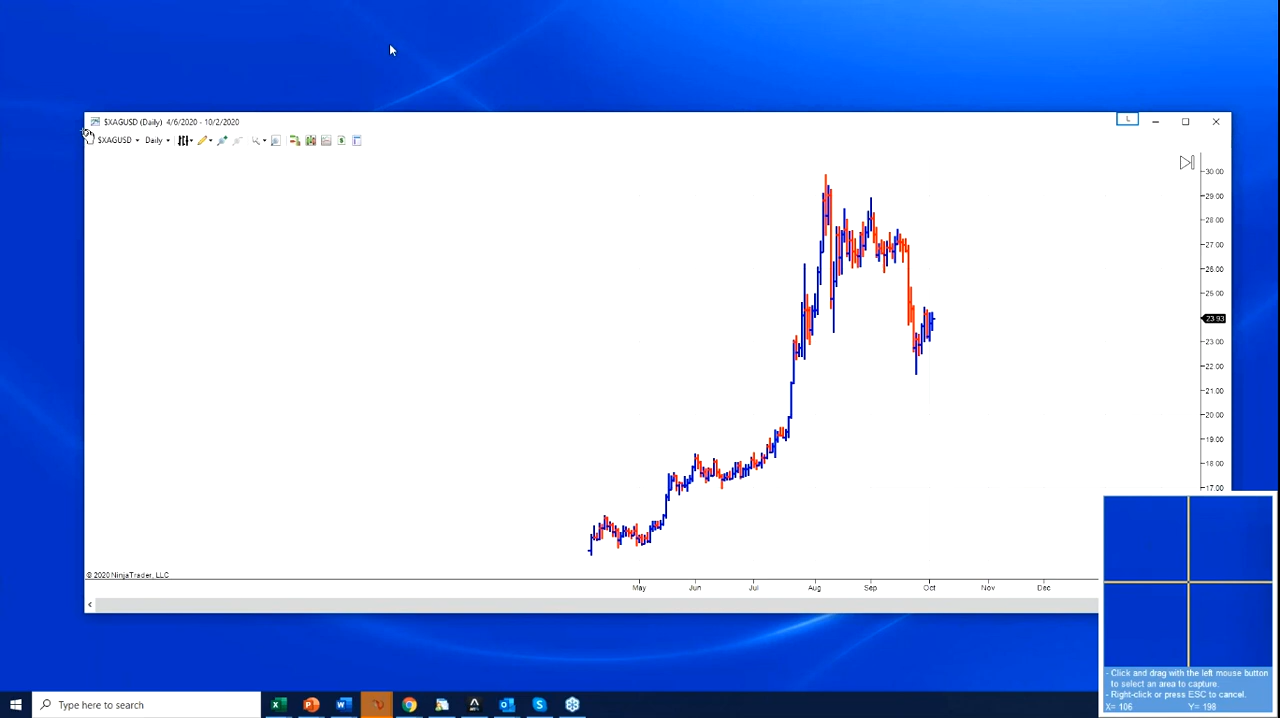 $XAGUSD (Daily) 4/6/2020 - 10/2/2020
L
$XAGUSD Daily
30.00
29.00
28.00
27.00
26.00
25.00
23.93
23.00
22.00
21.00
20.00
19.00
18.00
17.00
© 2020 NinjaTrader, LLC
May Jun Jul Aug Sep Oct Nov Dec
- Click and drag with the left mouse button
to select an area to capture.
- Right-click or press ESC to cancel.
X= 106 Y= 198
Type here to search